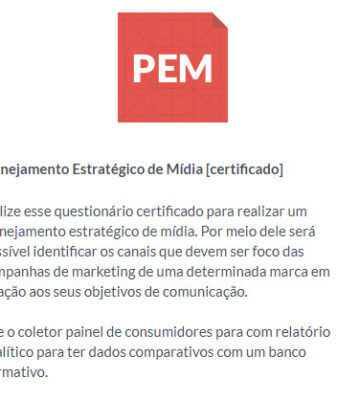 PEM
nejamento Estratégico de Mídia [certificado]
lize esse questionário certificado para realizar um
nejamento estratégico de mídia. Por meio dele será
ssível identificar os canais que devem ser foco das
mpanhas de marketing de uma determinada marca em
ação aos seus objetivos de comunicação.
e o coletor painel de consumidores para com relatório
alítico para ter dados comparativos com um banco
rmativo.